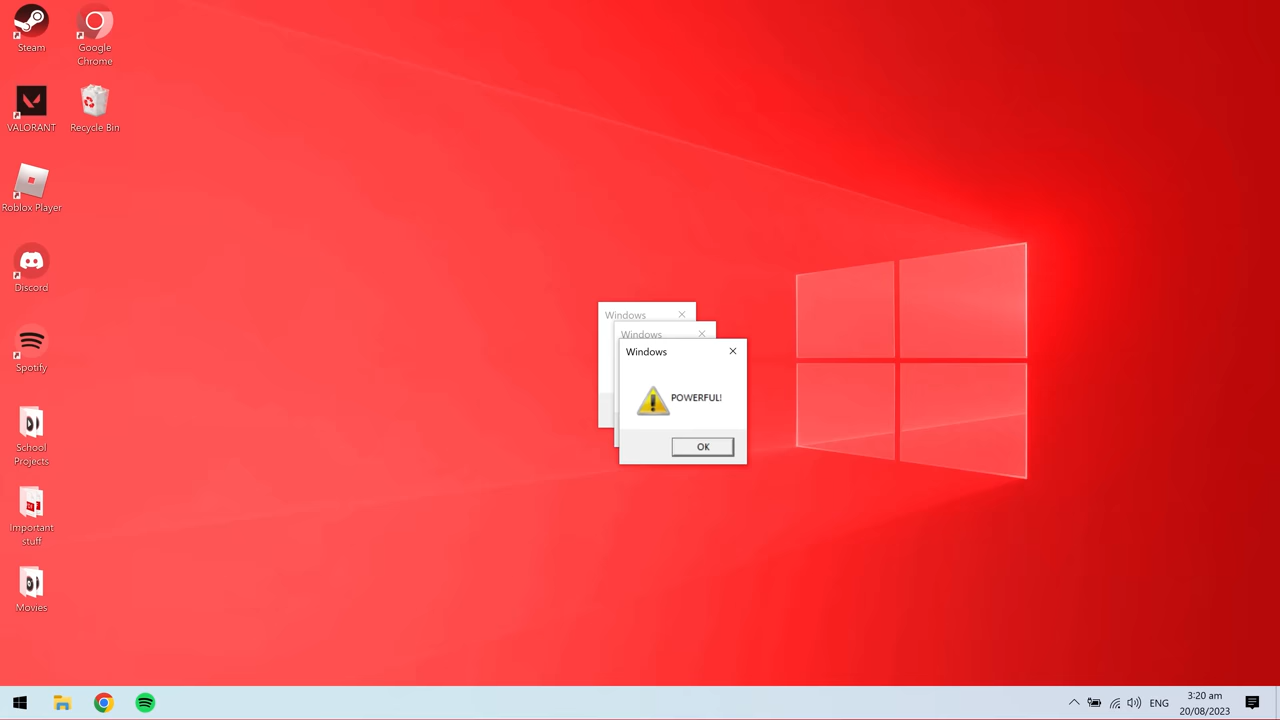 Steam
Google
Chrome
VALORANT
Recycle Bin
Roblox Player
Discord
Spotify
School
Projects
Important
stuff
Movies
Windows
Windows
Windows
POWERFUL!
OK
ENG
3:20 am
20/08/2023